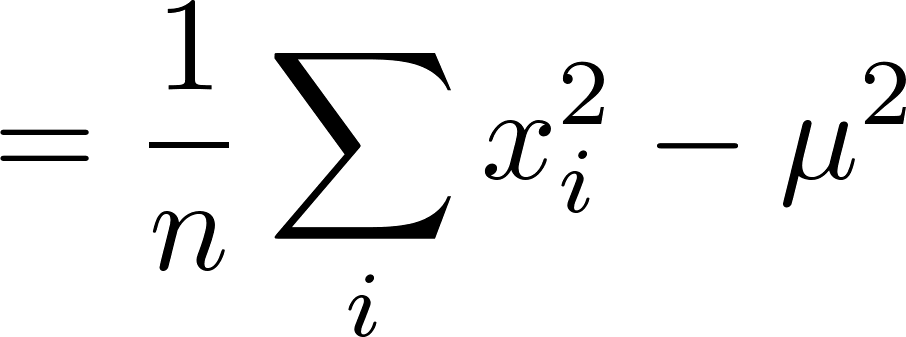 = \frac{1}{n} \sum_{i} x_i^2 - \mu^2